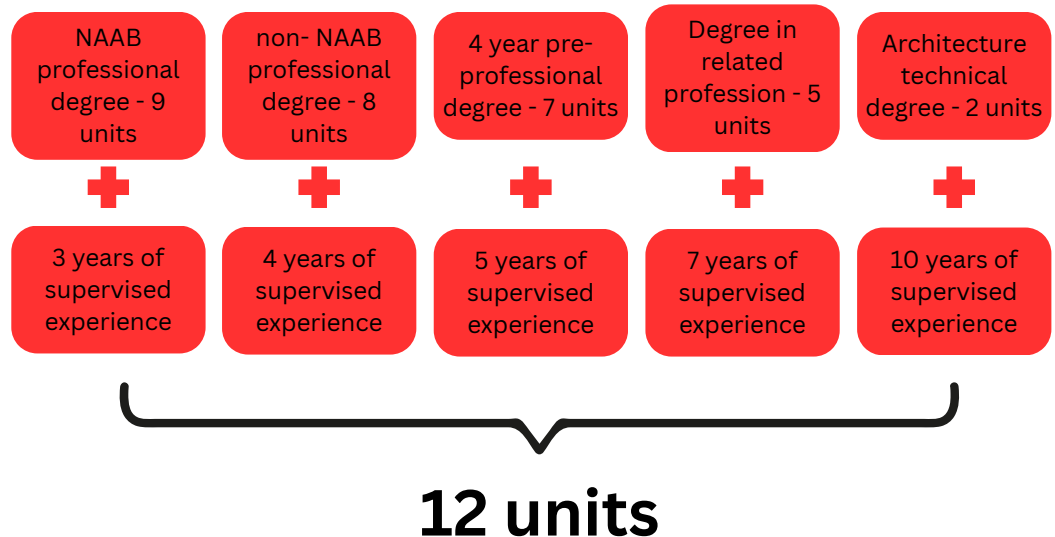 NAAB
professional
degree - 9
units
non- NAAB
professional
degree - 8
units
4 year pre-
professional
degree - 7 units
Degree in
related
profession - 5
units
Architecture
technical
degree - 2 units
3 years of
supervised
experience
4 years of
supervised
experience
5 years of
supervised
experience
7 years of
supervised
experience
10 years of
supervised
experience
12 units